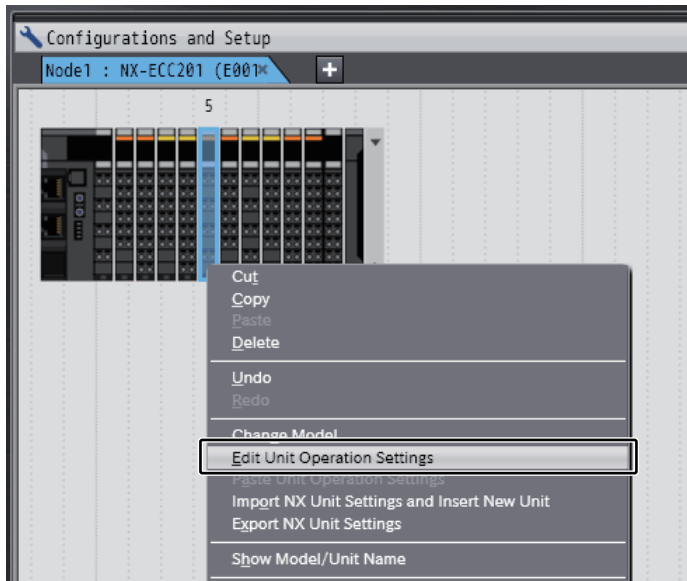 Configurations and Setup
Node1 : NX-ECC201 (E001
5
Cut
Copy
Paste
Delete
Undo
Redo
Change Model
Edit Unit Operation Settings
Paste Unit Operation Settings
Import NX Unit Settings and Insert New Unit
Export NX Unit Settings
Show Model/Unit Name